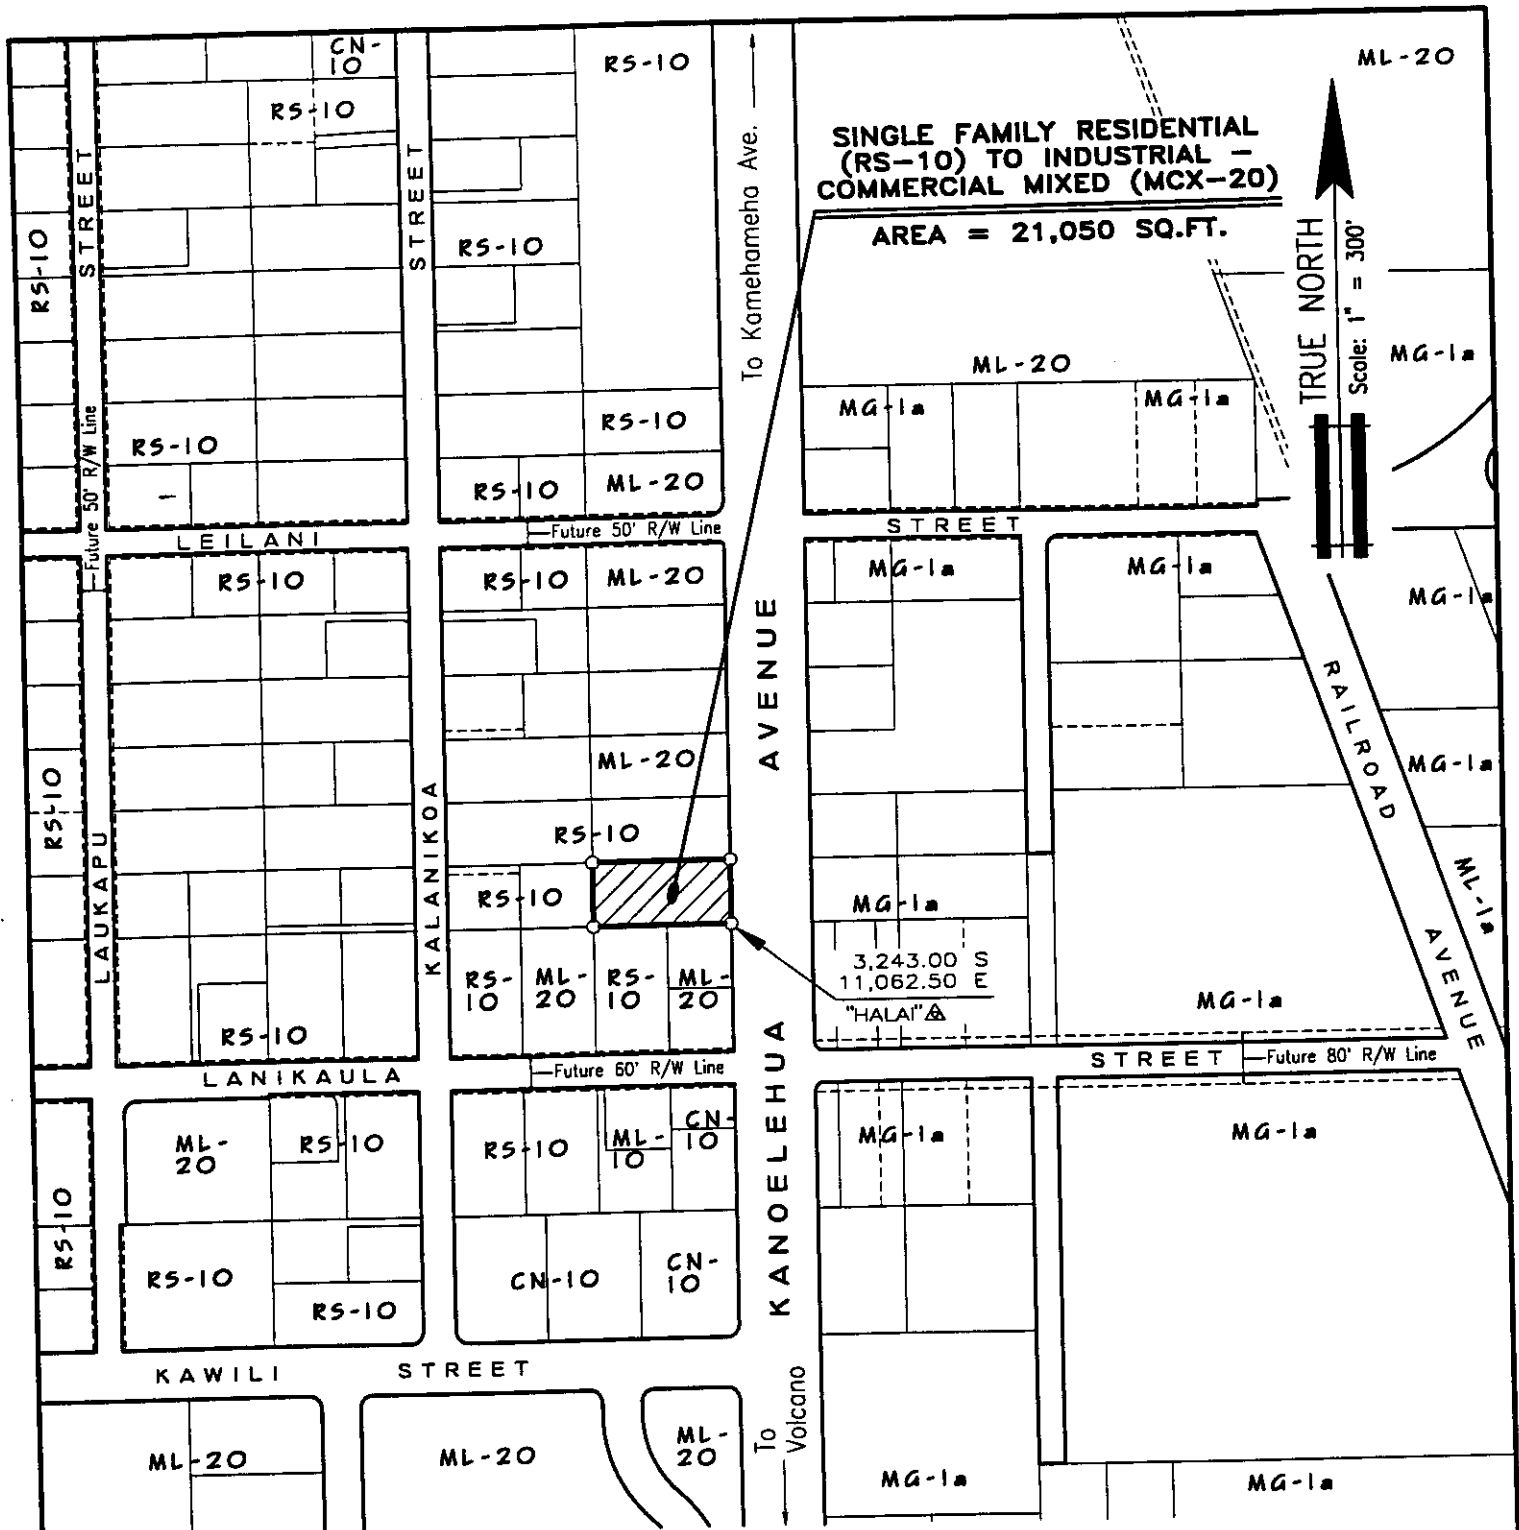 CN-
10
RS-10
RS-10
ML-20
SINGLE FAMILY RESIDENTIAL
(RS-10) TO INDUSTRIAL -
COMMERCIAL MIXED (MCX-20)
AREA = 21,050 SQ.FT.
To Kamehameha Ave.
TRUE NORTH
Scale: 1" = 300'
STREET
STREET
RS-10
RS-10
ML-20
MG-1a
MG-1a
MG-1a
RS-10
RS-10
Future 50' R/W Line
RS-10
ML-20
LEILANI
Future 50' R/W Line
STREET
RS-10
RS-10
ML-20
MG-1a
MG-1a
MG-1a
AVENUE
RAILROAD
AVENUE
RS-10
ML-20
MG-1a
LAUKAPU
KALANIKOA
RS-10
RS-10
MG-1a
ML-1a
3,243.00 S
11,062.50 E
"HALAI"
RS-
10
ML-
20
RS-
10
ML-
20
MG-1a
RS-10
LANIKAULA
Future 60' R/W Line
KANOELEHUA
STREET
Future 80' R/W Line
ML-
20
RS-10
RS-10
ML-
10
CN-
10
MG-1a
MG-1a
RS-10
RS-10
RS-10
CN-10
CN-
10
KAWILI
STREET
To
Volcano
ML-20
ML-20
ML-
20
MG-1a
MG-1a